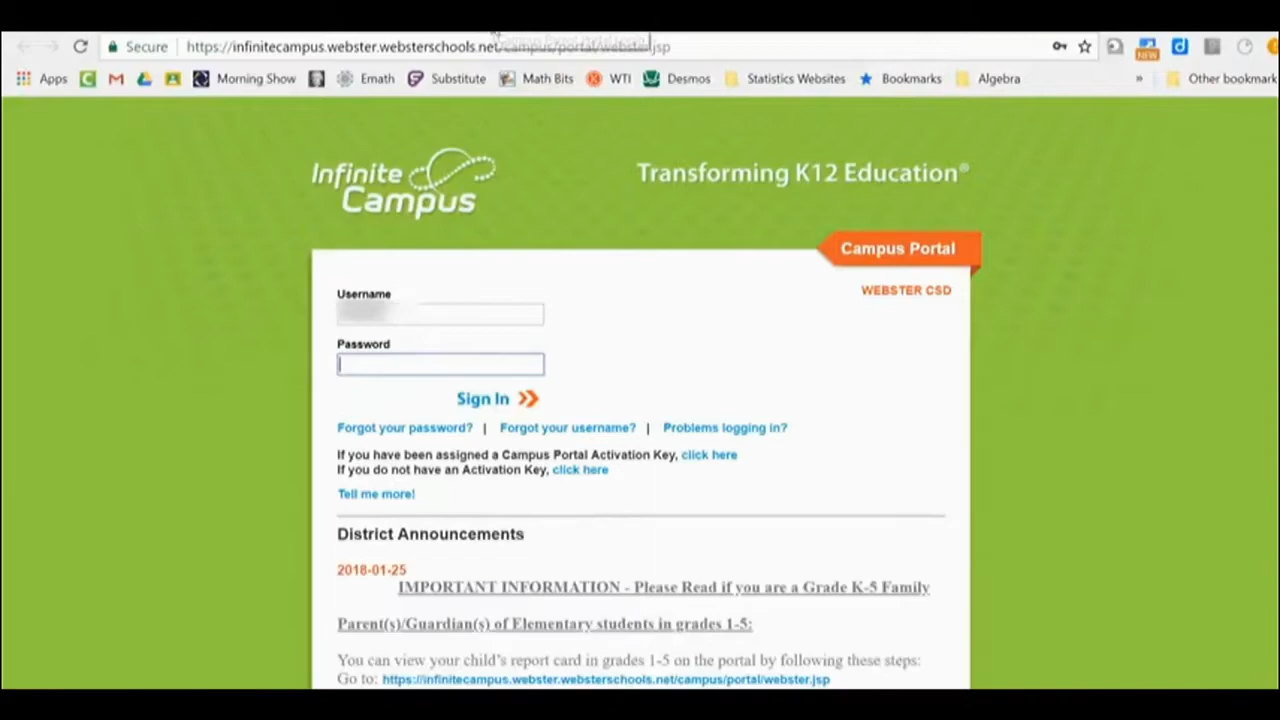 Secure https://infinitecampus.webster.websterschools.net/campus/portal/webster.jsp
NEW
Apps Morning Show Emath Substitute Math Bits WTI Desmos Statistics Websites Bookmarks Algebra » Other bookmark
Infinite Campus
Transforming K12 Education®
Campus Portal
WEBSTER CSD
Username
Password
Sign In
Forgot your password? | Forgot your username? | Problems logging in?
If you have been assigned a Campus Portal Activation Key, click here
If you do not have an Activation Key, click here
Tell me more!
District Announcements
2018-01-25
IMPORTANT INFORMATION - Please Read if you are a Grade K-5 Family
Parent(s)/Guardian(s) of Elementary students in grades 1-5:
You can view your child's report card in grades 1-5 on the portal by following these steps:
Go to: https://infinitecampus.webster.websterschools.net/campus/portal/webster.jsp